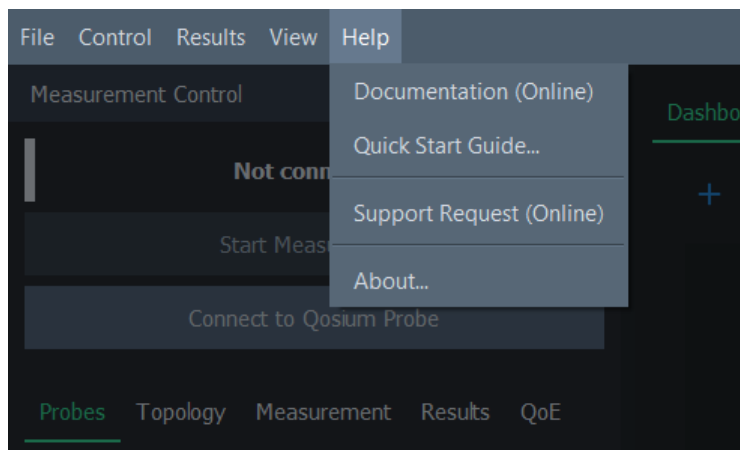 File Control Results View Help
Measurement Control
Documentation (Online)
Dashbo
Quick Start Guide...
Not conn
Support Request (Online)
Start Meas
About...
Connect to Qosium Probe
Probes Topology Measurement Results QoE